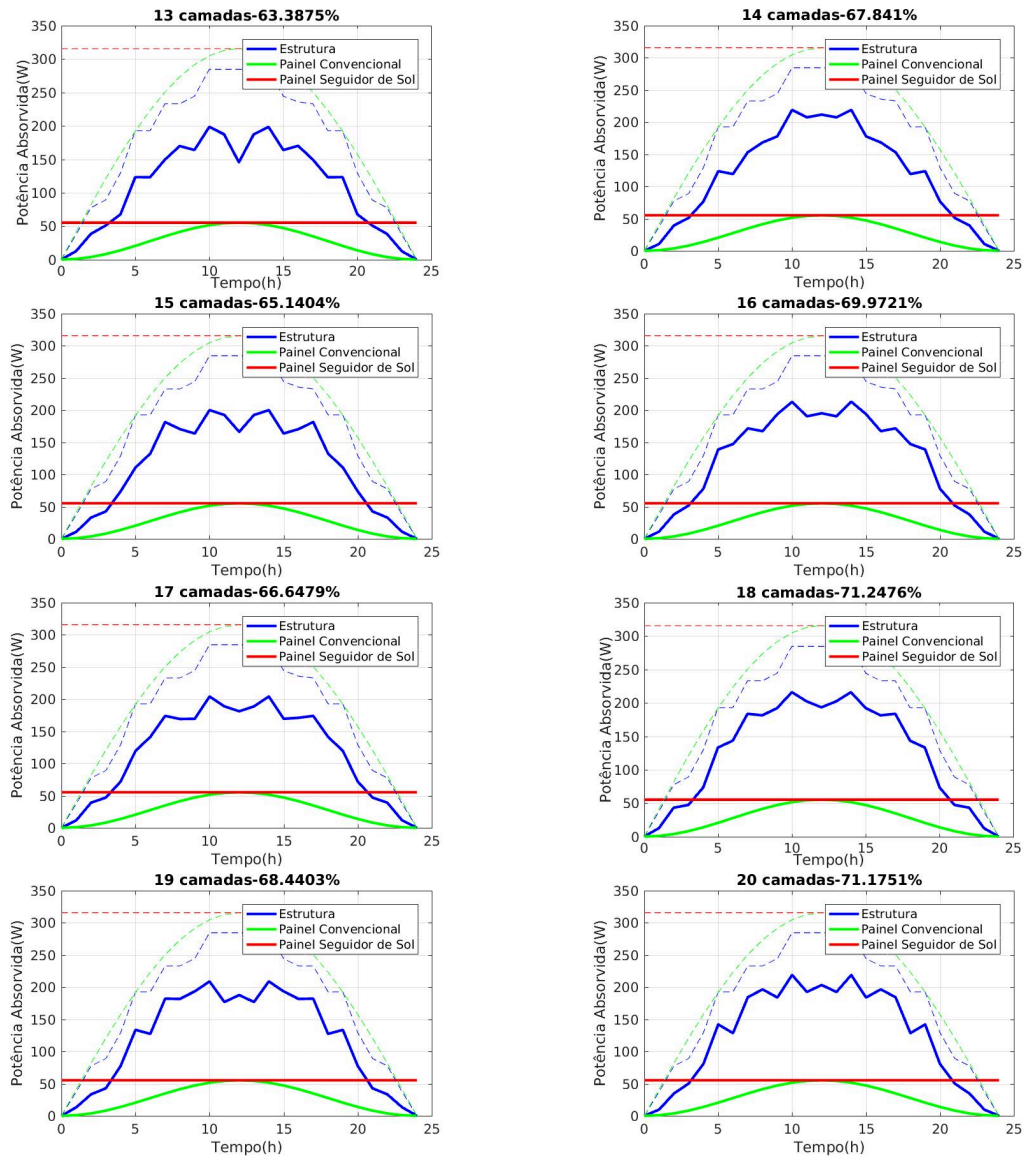 13 camadas-63.3875%
Potência Absorvida(W)
350
300
250
200
150
100
50
0
Estrutura
Painel Convencional
Painel Seguidor de Sol
0 5 10 15 20 25
Tempo(h)
14 camadas-67.841%
Potência Absorvida(W)
350
300
250
200
150
100
50
0
Estrutura
Painel Convencional
Painel Seguidor de Sol
0 5 10 15 20 25
Tempo(h)
15 camadas-65.1404%
Potência Absorvida(W)
350
300
250
200
150
100
50
0
Estrutura
Painel Convencional
Painel Seguidor de Sol
0 5 10 15 20 25
Tempo(h)
16 camadas-69.9721%
Potência Absorvida(W)
350
300
250
200
150
100
50
0
Estrutura
Painel Convencional
Painel Seguidor de Sol
0 5 10 15 20 25
Tempo(h)
17 camadas-66.6479%
Potência Absorvida(W)
350
300
250
200
150
100
50
0
Estrutura
Painel Convencional
Painel Seguidor de Sol
0 5 10 15 20 25
Tempo(h)
18 camadas-71.2476%
Potência Absorvida(W)
350
300
250
200
150
100
50
0
Estrutura
Painel Convencional
Painel Seguidor de Sol
0 5 10 15 20 25
Tempo(h)
19 camadas-68.4403%
Potência Absorvida(W)
350
300
250
200
150
100
50
0
Estrutura
Painel Convencional
Painel Seguidor de Sol
0 5 10 15 20 25
Tempo(h)
20 camadas-71.1751%
Potência Absorvida(W)
350
300
250
200
150
100
50
0
Estrutura
Painel Convencional
Painel Seguidor de Sol
0 5 10 15 20 25
Tempo(h)